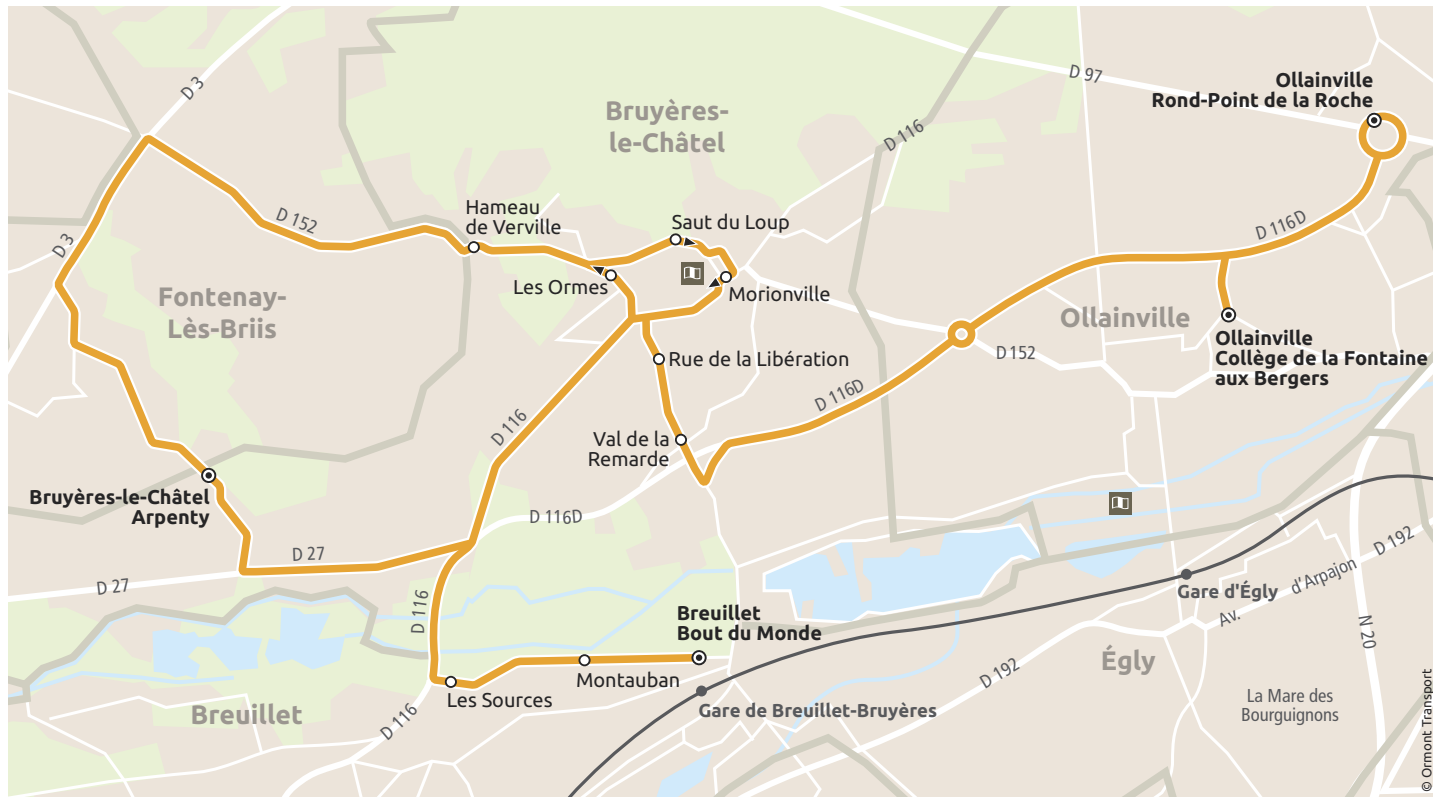 D 3
D 97
Ollainville
Rond-Point de la Roche
Bruyères-
le-Châtel
D 116
Hameau
de Verville
D 152
Saut du Loup
D 116D
D 3
Les Ormes
Morionville
Fontenay-
Lès-Briis
Ollainville
Ollainville
Collège de la Fontaine
aux Bergers
Rue de la Libération
D 152
D 116D
D 116
Val de la
Remarde
Bruyères-le-Châtel
Arpenty
D 116D
D 27
D 27
D 192
d'Arpajon
Gare d'Égly
Av.
N 20
D 116
Breuillet
Bout du Monde
Égly
D 192
Montauban
Les Sources
Gare de Breuillet-Bruyères
La Mare des
Bourguignons
Breuillet
D 116
© Ormont Transport